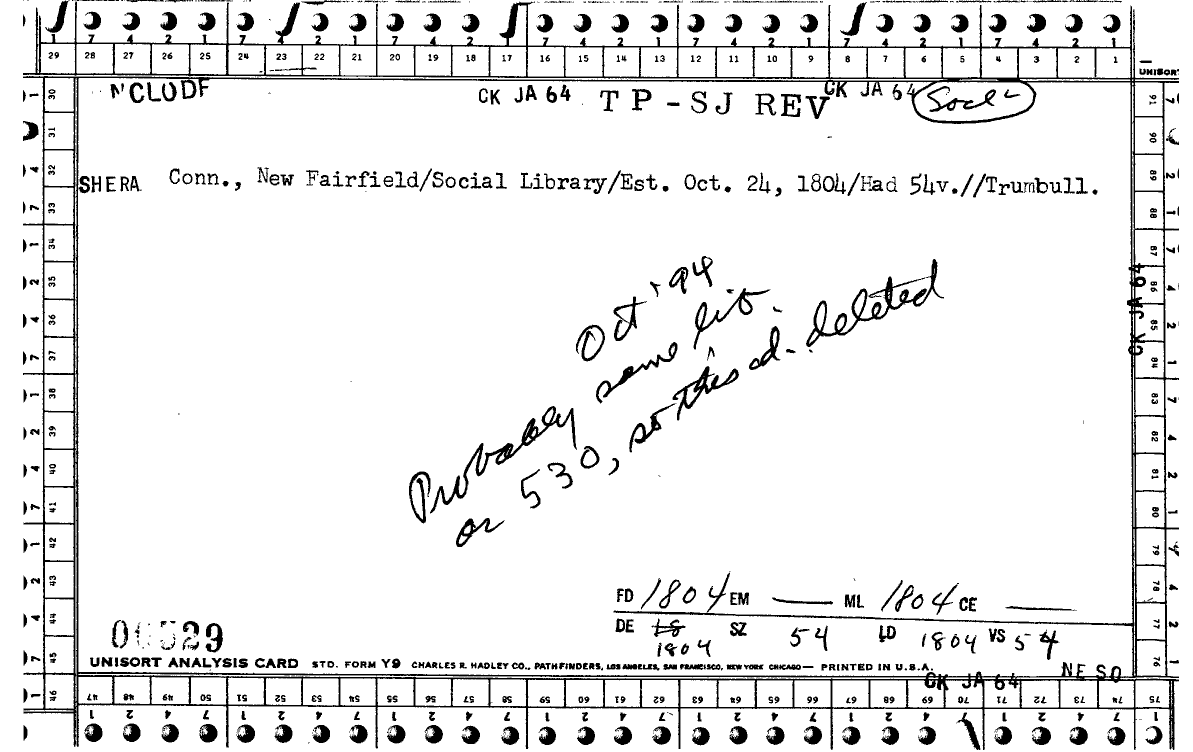 7 4 2 1 7 4 2 1 7 4 2 1 7 4 2 1 7 4 2 1 7 4 2 1 7 4 2 1
29 28 27 26 25 24 23 22 21 20 19 18 17 16 15 14 13 12 11 10 9 8 7 6 5 4 3 2 1
UNISORT
NCLUDF CK JA 64 TP-SJ REV CK JA 64 Socl
SHERA Conn., New Fairfield/Social Library/Est. Oct. 24, 1804/Had 54v.//Trumbull.
Oct '94
Probably same lib.
or 530, so this cd. deleted
CK JA 64
FD 1804 EM — ML 1804 CE —
DE 18 SZ 54 LD 1804 VS 54
1804
00529
UNISORT ANALYSIS CARD STD. FORM Y9 CHARLES R. HADLEY CO., PATHFINDERS, LOS ANGELES, SAN FRANCISCO, NEW YORK CHICAGO — PRINTED IN U.S.A.
CK JA 64 NE SO
30 31 32 33 34 35 36 37 38 39 40 41 42 43 44 45 46
47 48 49 50 51 52 53 54 55 56 57 58 59 60 61 62 63 64 65 66 67 68 69 70 71 72 73 74 75
91 90 89 88 87 86 85 84 83 82 81 80 79 78 77 76